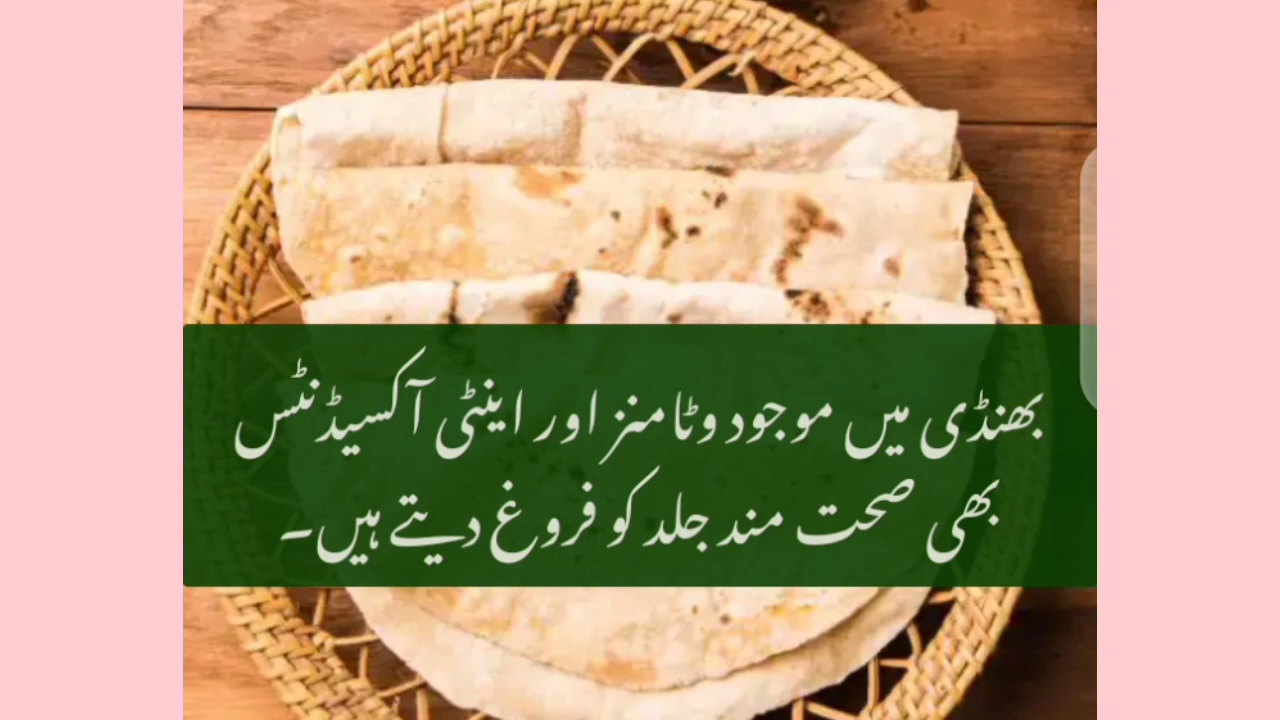 بھنڈی میں موجود وٹامنز اور اینٹی آکسیڈنٹس
بھی صحت مند جلد کو فروغ دیتے ہیں۔